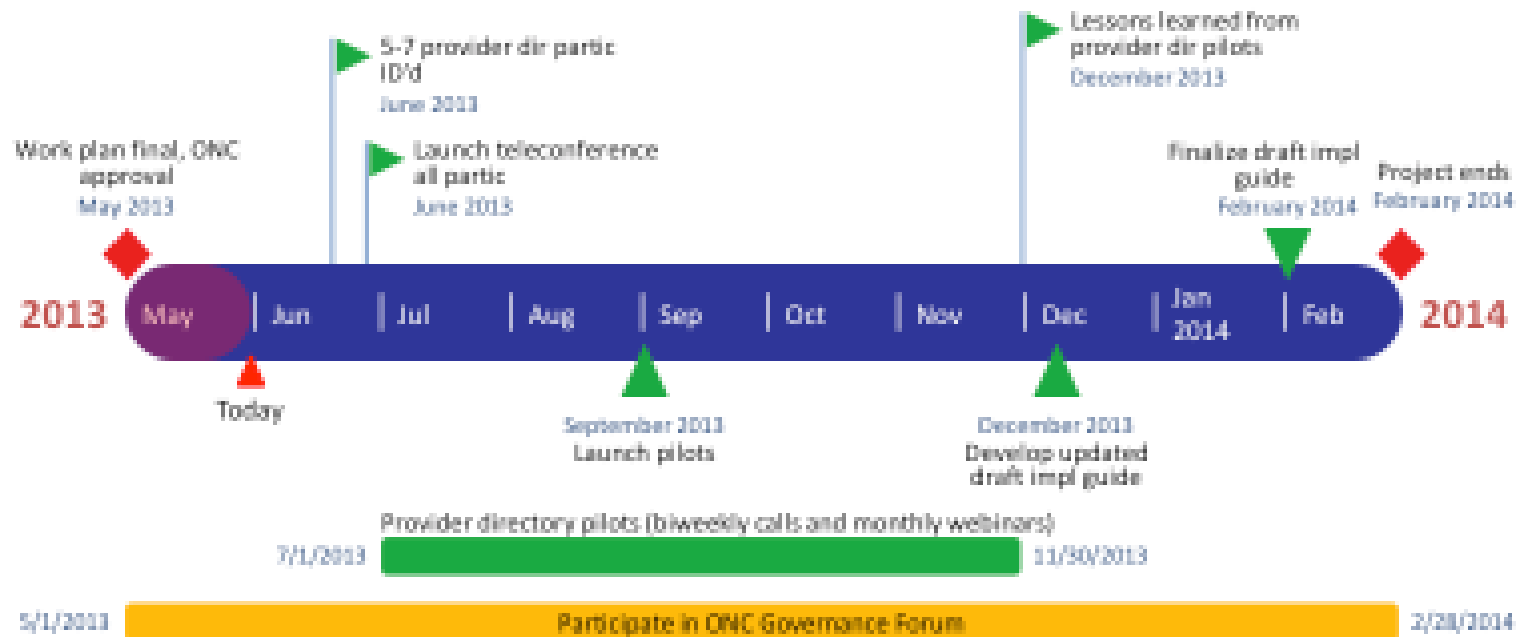 5-7 provider dir partic
ID'd
June 2013
Lessons learned from
provider dir pilots
December 2013
Work plan final, ONC
approval
May 2013
Launch teleconference
all partic
June 2013
Finalize draft impl
guide
February 2014
Project ends
February 2014
2013
May
Jun
Jul
Aug
Sep
Oct
Nov
Dec
Jan
2014
Feb
2014
Today
September 2013
Launch pilots
December 2013
Develop updated
draft impl guide
Provider directory pilots (biweekly calls and monthly webinars)
7/1/2013
11/30/2013
5/1/2013
Participate in ONC Governance Forum
2/28/2014